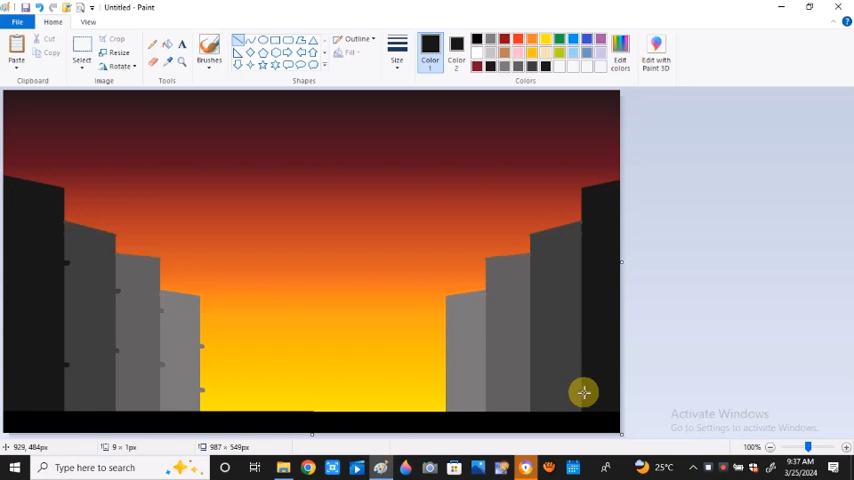 Untitled - Paint
File Home View
Paste
Cut
Copy
Clipboard
Select
Crop
Resize
Rotate
Image
Tools
Brushes
Outline
Fill
Shapes
Size
Color 1
Color 2
Edit colors
Colors
Edit with Paint 3D
Activate Windows
Go to Settings to activate Windows.
929, 484px
9 × 1px
987 × 549px
100%
Type here to search
25°C
9:37 AM
3/25/2024